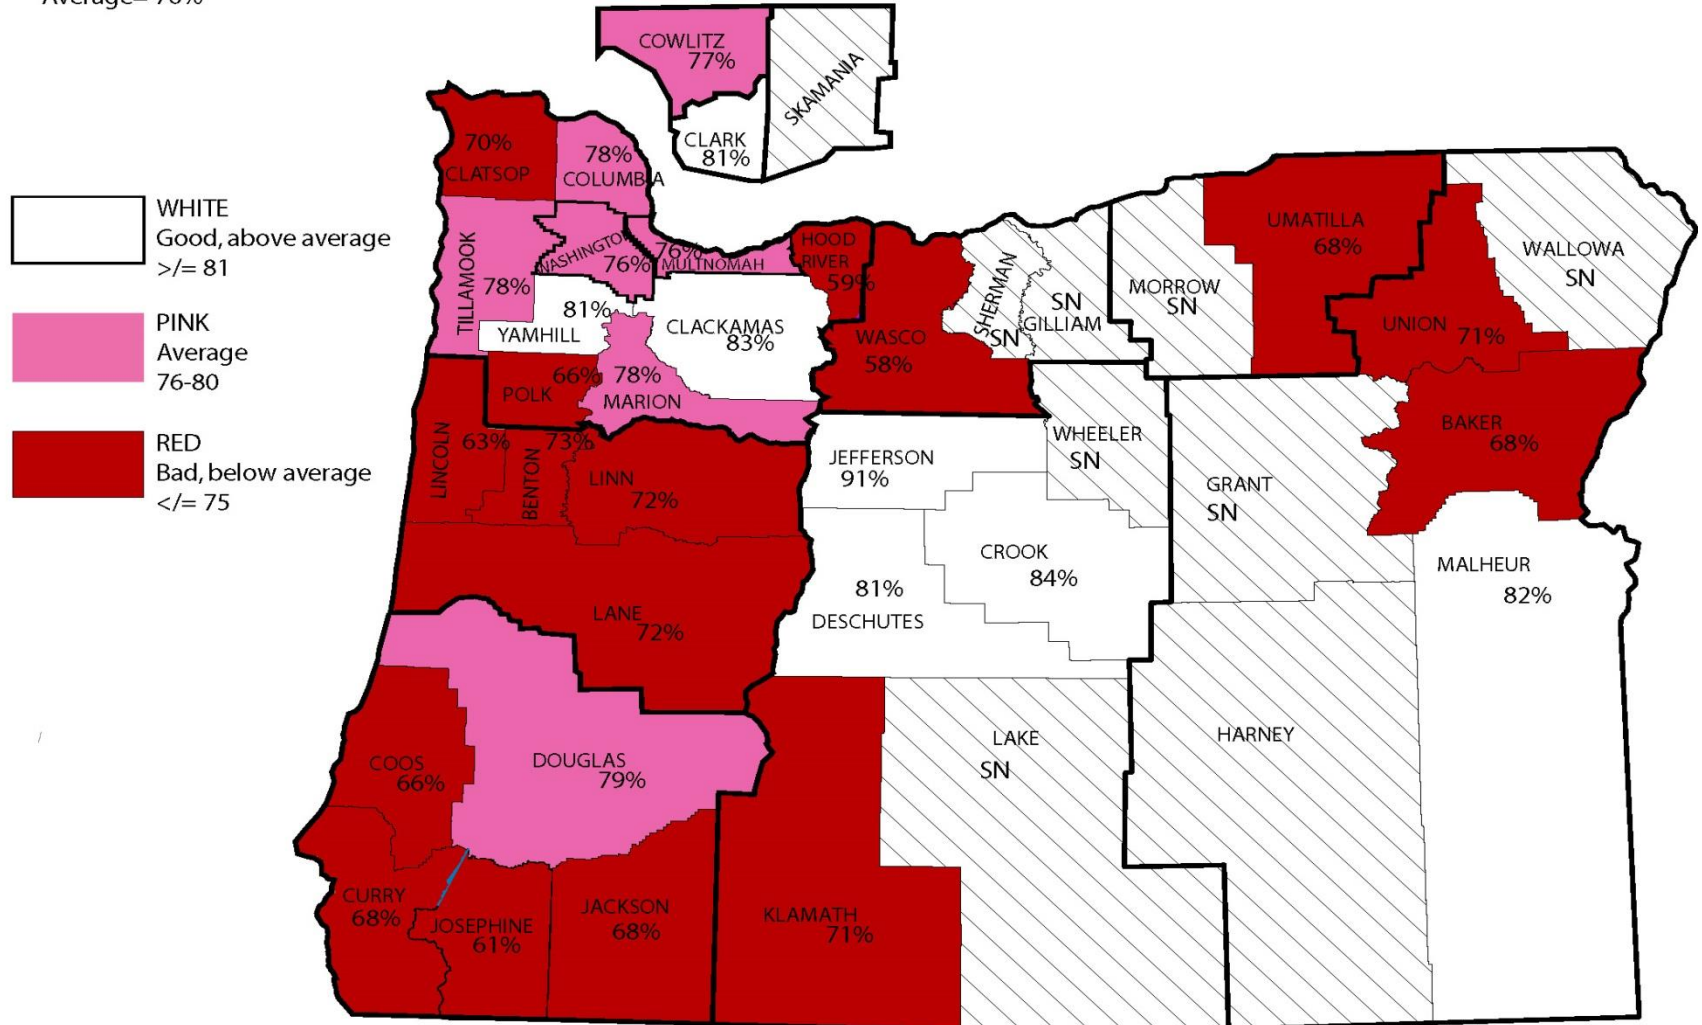 Average= 76%
WHITE
Good, above average
>/= 81
PINK
Average
76-80
RED
Bad, below average
</= 75
COWLITZ
77%
SKAMANIA
CLARK
81%
70%
CLATSOP
78%
COLUMBIA
TILLAMOOK
78%
WASHINGTON
76%
76%
MULTNOMAH
HOOD
RIVER
59%
81%
YAMHILL
CLACKAMAS
83%
WASCO
58%
SHERMAN
SN
SN
GILLIAM
MORROW
SN
UMATILLA
68%
UNION
71%
WALLOWA
SN
66%
POLK
78%
MARION
LINCOLN
63%
73%
BENTON
LINN
72%
JEFFERSON
91%
WHEELER
SN
GRANT
SN
BAKER
68%
LANE
72%
81%
DESCHUTES
CROOK
84%
MALHEUR
82%
COOS
66%
DOUGLAS
79%
LAKE
SN
HARNEY
CURRY
68%
JOSEPHINE
61%
JACKSON
68%
KLAMATH
71%